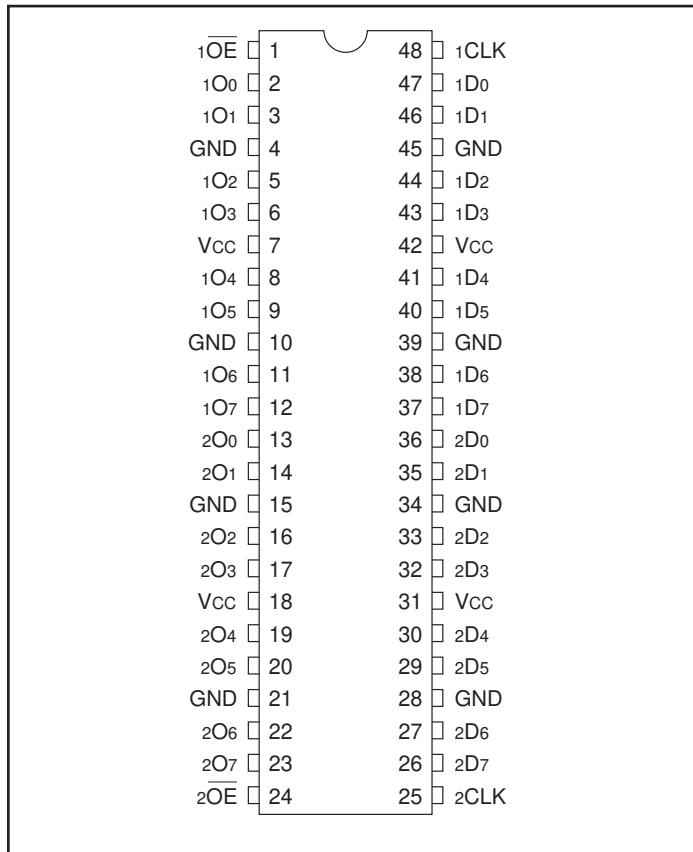 1O̅E̅ 1 48 1CLK
1O0 2 47 1D0
1O1 3 46 1D1
GND 4 45 GND
1O2 5 44 1D2
1O3 6 43 1D3
VCC 7 42 VCC
1O4 8 41 1D4
1O5 9 40 1D5
GND 10 39 GND
1O6 11 38 1D6
1O7 12 37 1D7
2O0 13 36 2D0
2O1 14 35 2D1
GND 15 34 GND
2O2 16 33 2D2
2O3 17 32 2D3
VCC 18 31 VCC
2O4 19 30 2D4
2O5 20 29 2D5
GND 21 28 GND
2O6 22 27 2D6
2O7 23 26 2D7
2O̅E̅ 24 25 2CLK